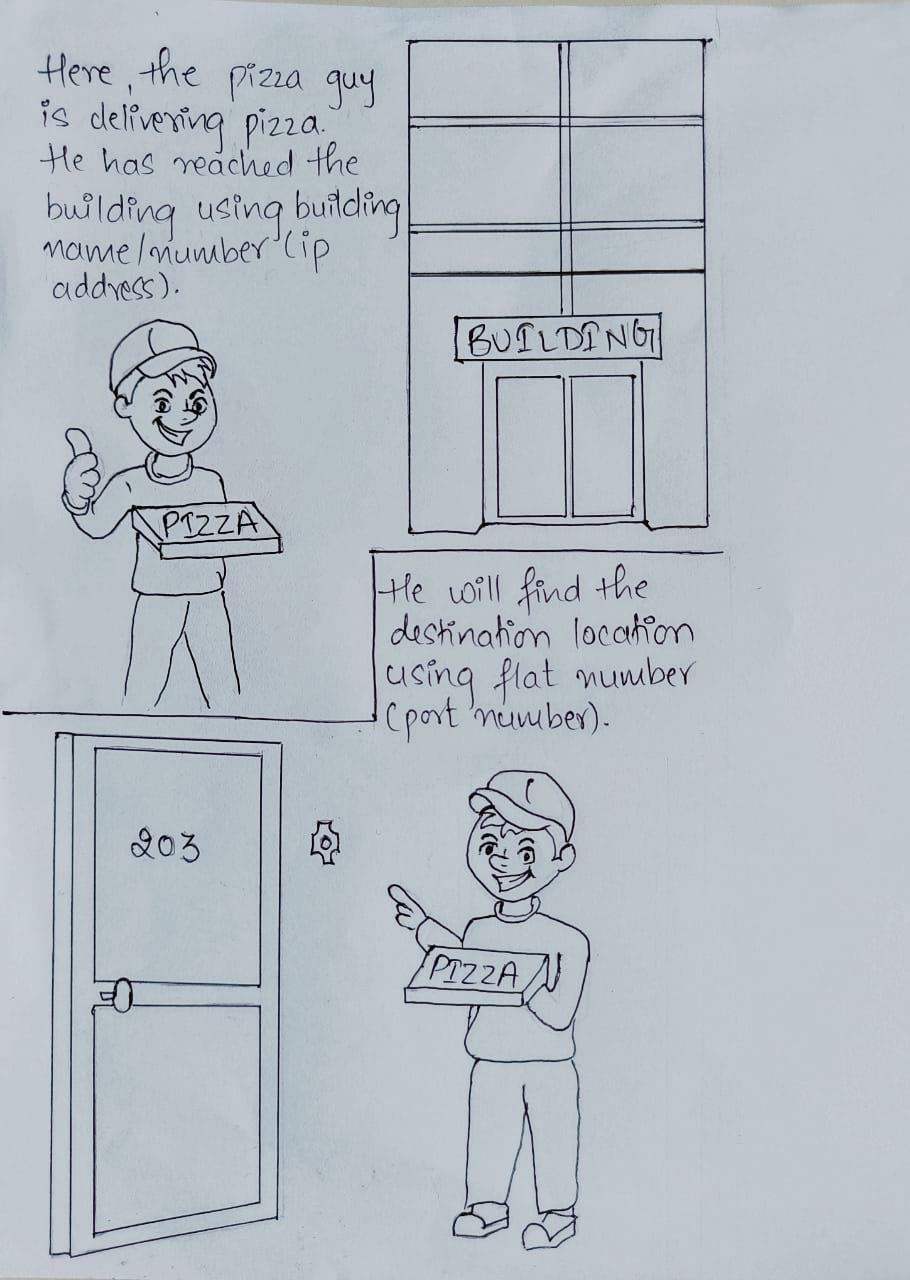 Here, the pizza guy
is delivering pizza.
He has reached the
building using building
name/number (ip
address).
BUILDING
PIZZA
He will find the
destination location
using flat number
(port number).
203
PIZZA